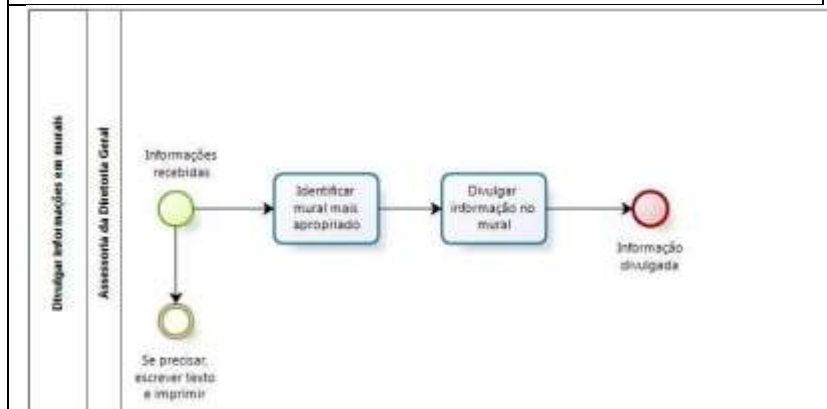 Divulgar informações em murais
Assessoria da Diretoria Geral
Informações
recebidas
Identificar
mural mais
apropriado
Divulgar
informação no
mural
Informação
divulgada
Se precisar,
escrever texto
e imprimir